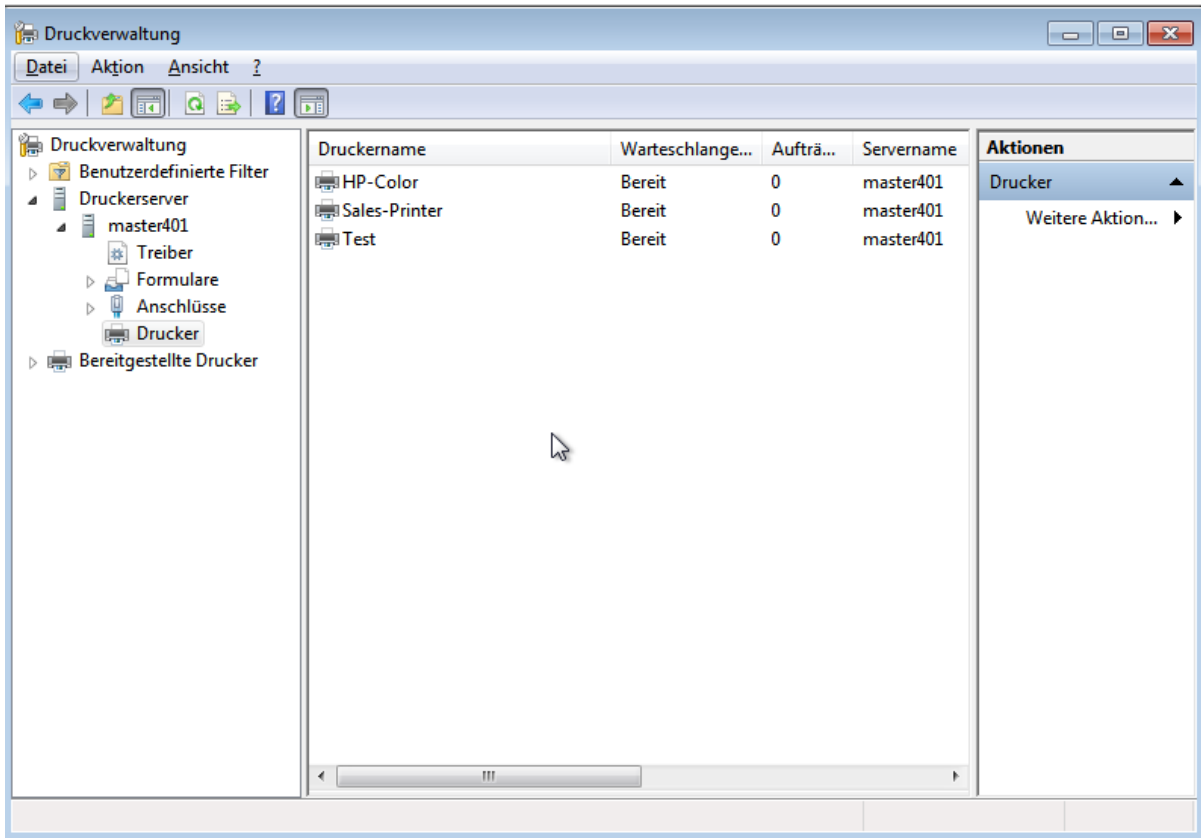 Druckverwaltung
Datei Aktion Ansicht ?
Druckverwaltung
Benutzerdefinierte Filter
Druckerserver
master401
Treiber
Formulare
Anschlüsse
Drucker
Bereitgestellte Drucker
Druckername Warteschlange... Aufträ... Servername
HP-Color Bereit 0 master401
Sales-Printer Bereit 0 master401
Test Bereit 0 master401
Aktionen
Drucker
Weitere Aktion...